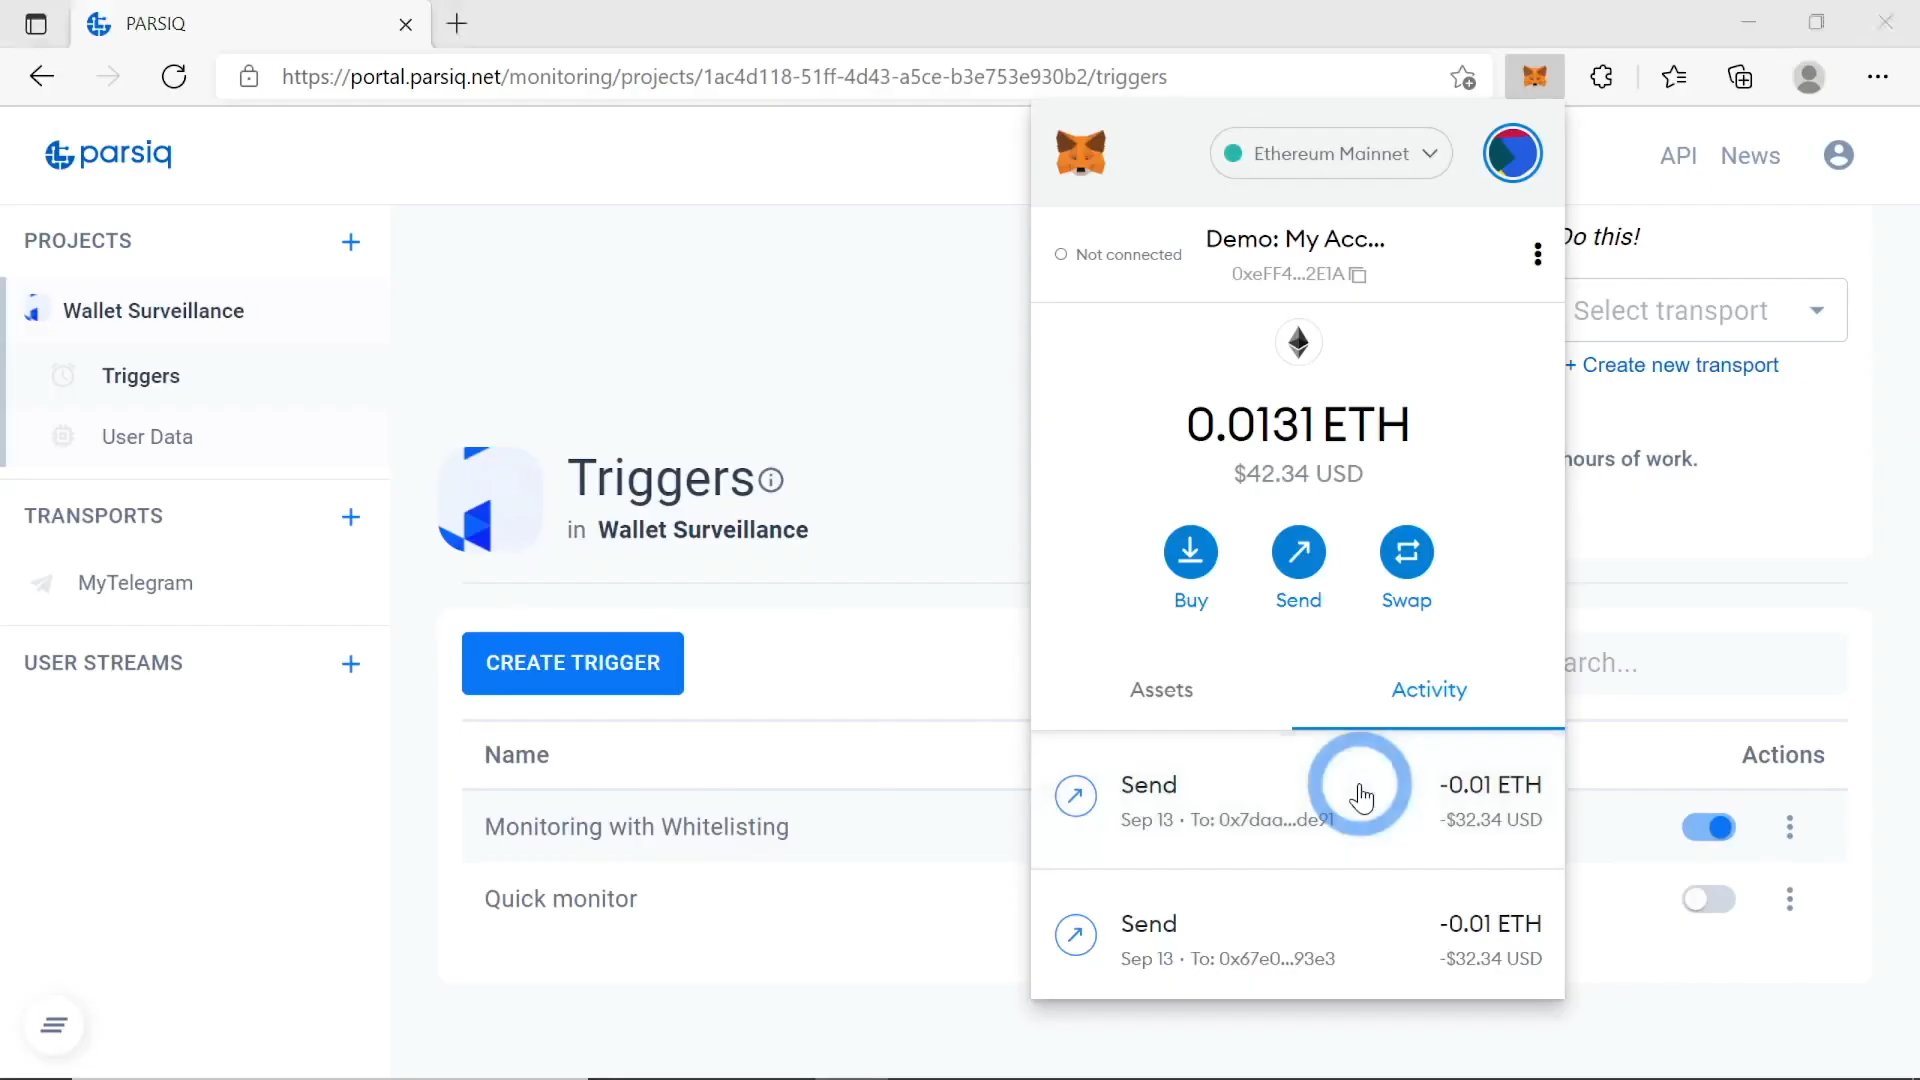 PARSIQ
https://portal.parsiq.net/monitoring/projects/1ac4d118-51ff-4d43-a5ce-b3e753e930b2/triggers
parsiq
API
News
PROJECTS
Wallet Surveillance
Triggers
User Data
TRANSPORTS
MyTelegram
USER STREAMS
Triggers
in Wallet Surveillance
CREATE TRIGGER
Name
Monitoring with Whitelisting
Quick monitor
Ethereum Mainnet
Not connected
Demo: My Acc...
0xeFF4...2E1A
0.0131 ETH
$42.34 USD
Buy
Send
Swap
Assets
Activity
Send
-0.01 ETH
Sep 13 · To: 0x7daa...de91
-$32.34 USD
Send
-0.01 ETH
Sep 13 · To: 0x67e0...93e3
-$32.34 USD
Do this!
Select transport
+ Create new transport
hours of work.
arch...
Actions